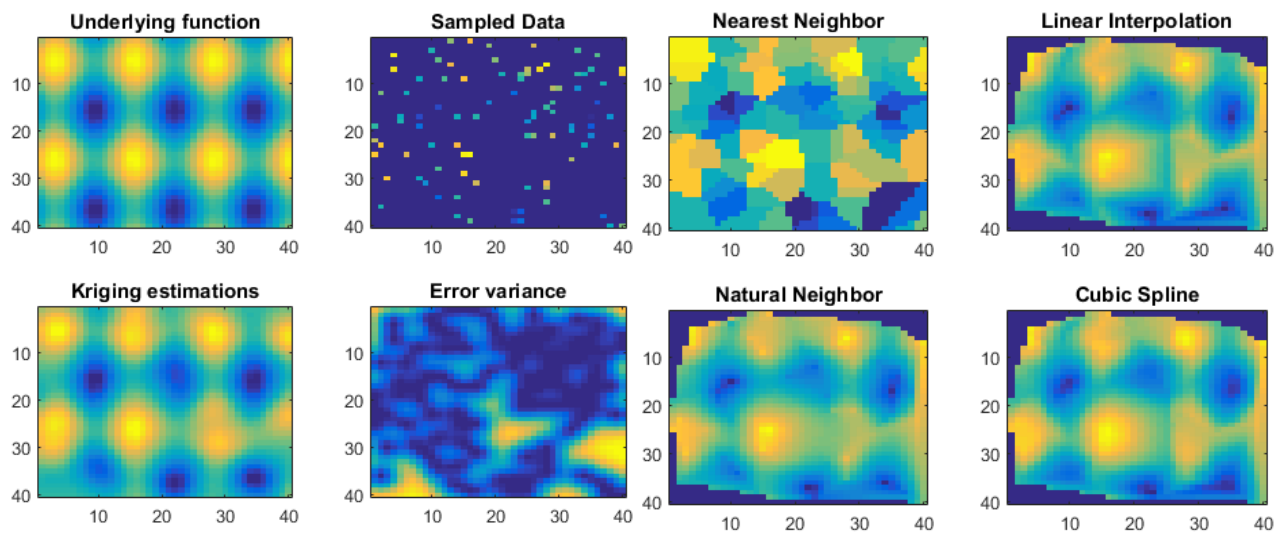 Underlying function
Sampled Data
Nearest Neighbor
Linear Interpolation
10
20
30
40
10 20 30 40
10
20
30
40
10 20 30 40
10
20
30
40
10 20 30 40
10
20
30
40
10 20 30 40
Kriging estimations
Error variance
Natural Neighbor
Cubic Spline
10
20
30
40
10 20 30 40
10
20
30
40
10 20 30 40
10
20
30
40
10 20 30 40
10
20
30
40
10 20 30 40